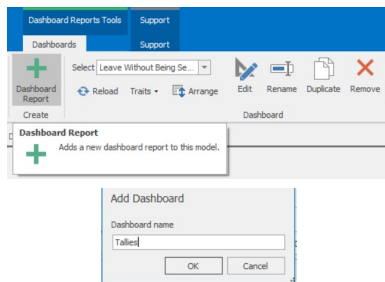 Dashboard Reports Tools Support
Dashboards Support
Select Leave Without Being Se...
Dashboard Report
Reload Traits Arrange Edit Rename Duplicate Remove
Create Dashboard
Dashboard Report
Adds a new dashboard report to this model.
Add Dashboard
Dashboard name
Tallies
OK Cancel